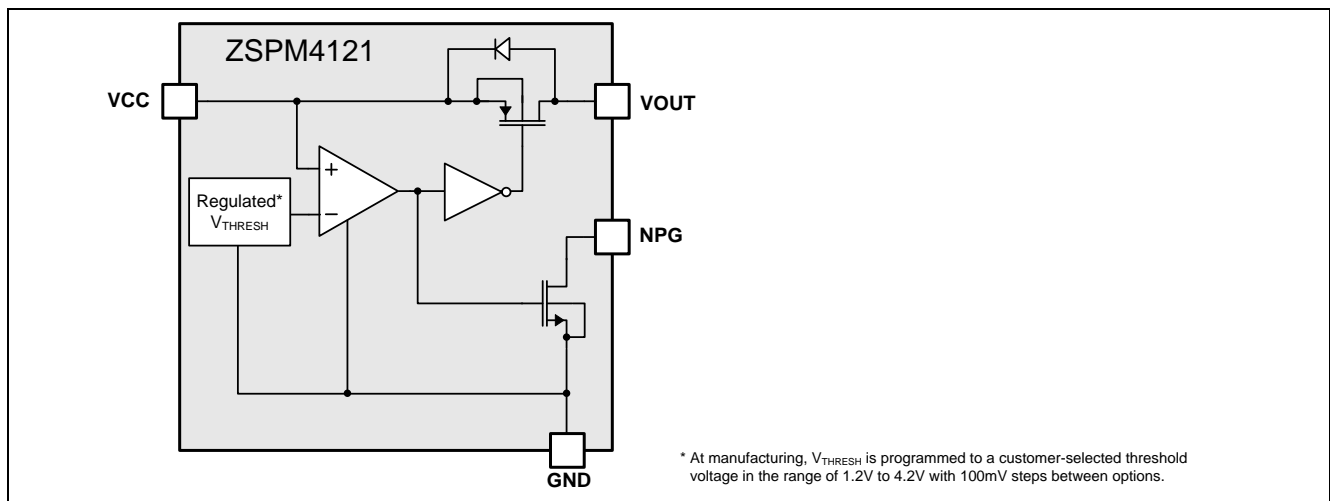 ZSPM4121
VCC
VOUT
+
Regulated*
−
VTHRESH
NPG
GND
* At manufacturing, VTHRESH is programmed to a customer-selected threshold
voltage in the range of 1.2V to 4.2V with 100mV steps between options.